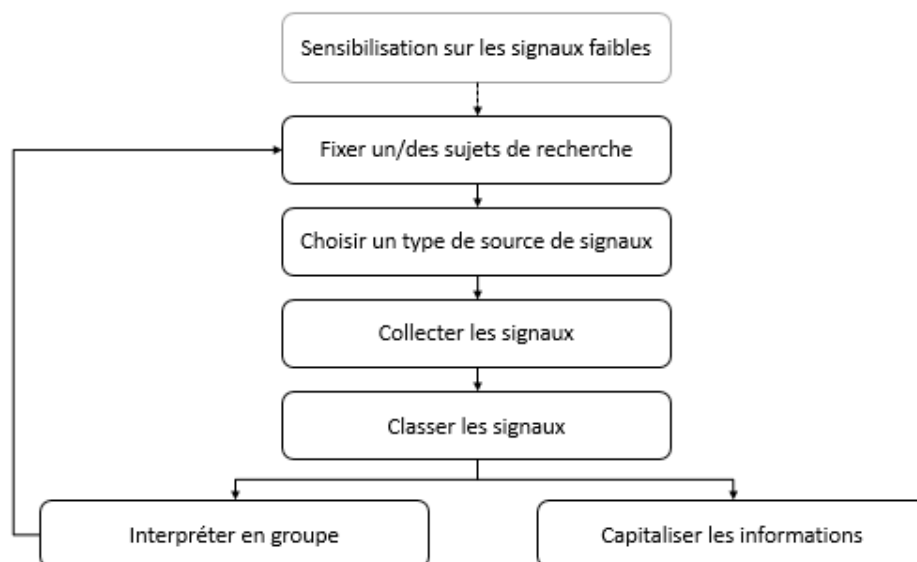 Sensibilisation sur les signaux faibles
Fixer un/des sujets de recherche
Choisir un type de source de signaux
Collecter les signaux
Classer les signaux
Interpréter en groupe
Capitaliser les informations